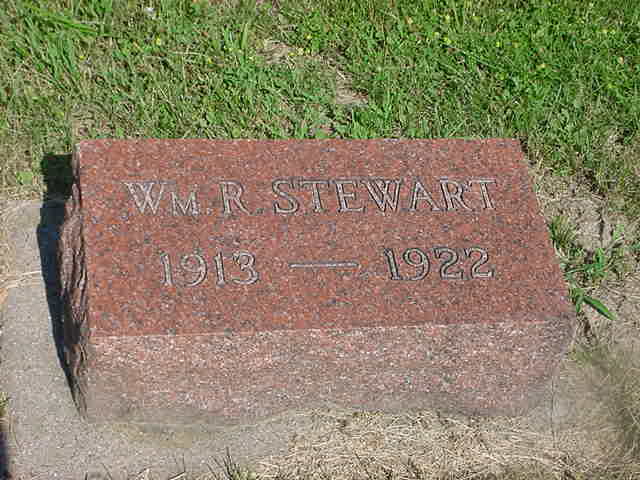 Wm. R. STEWART
1913 — 1922